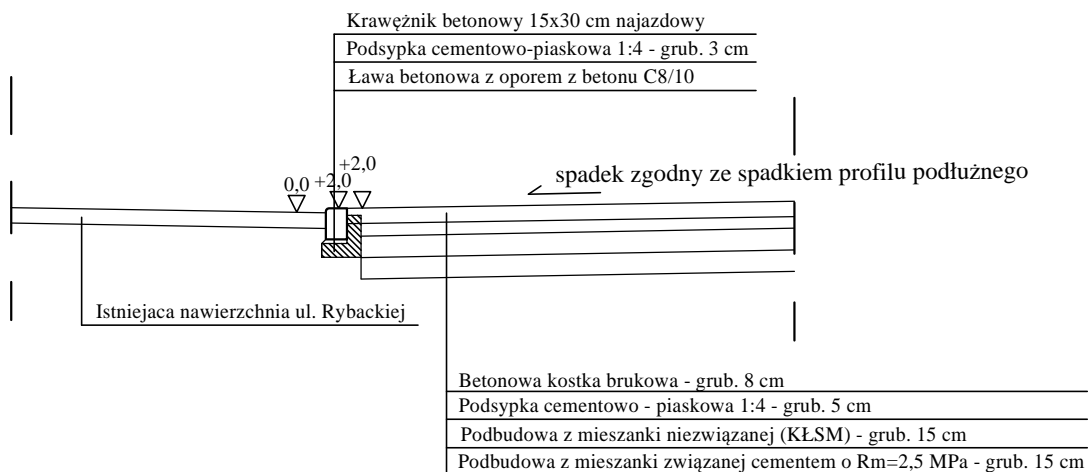 Krawężnik betonowy 15x30 cm najazdowy
Podsypka cementowo-piaskowa 1:4 - grub. 3 cm
Ława betonowa z oporem z betonu C8/10
+2,0
0,0 +2,0
spadek zgodny ze spadkiem profilu podłużnego
Istniejaca nawierzchnia ul. Rybackiej
Betonowa kostka brukowa - grub. 8 cm
Podsypka cementowo - piaskowa 1:4 - grub. 5 cm
Podbudowa z mieszanki niezwiązanej (KŁSM) - grub. 15 cm
Podbudowa z mieszanki związanej cementem o Rm=2,5 MPa - grub. 15 cm